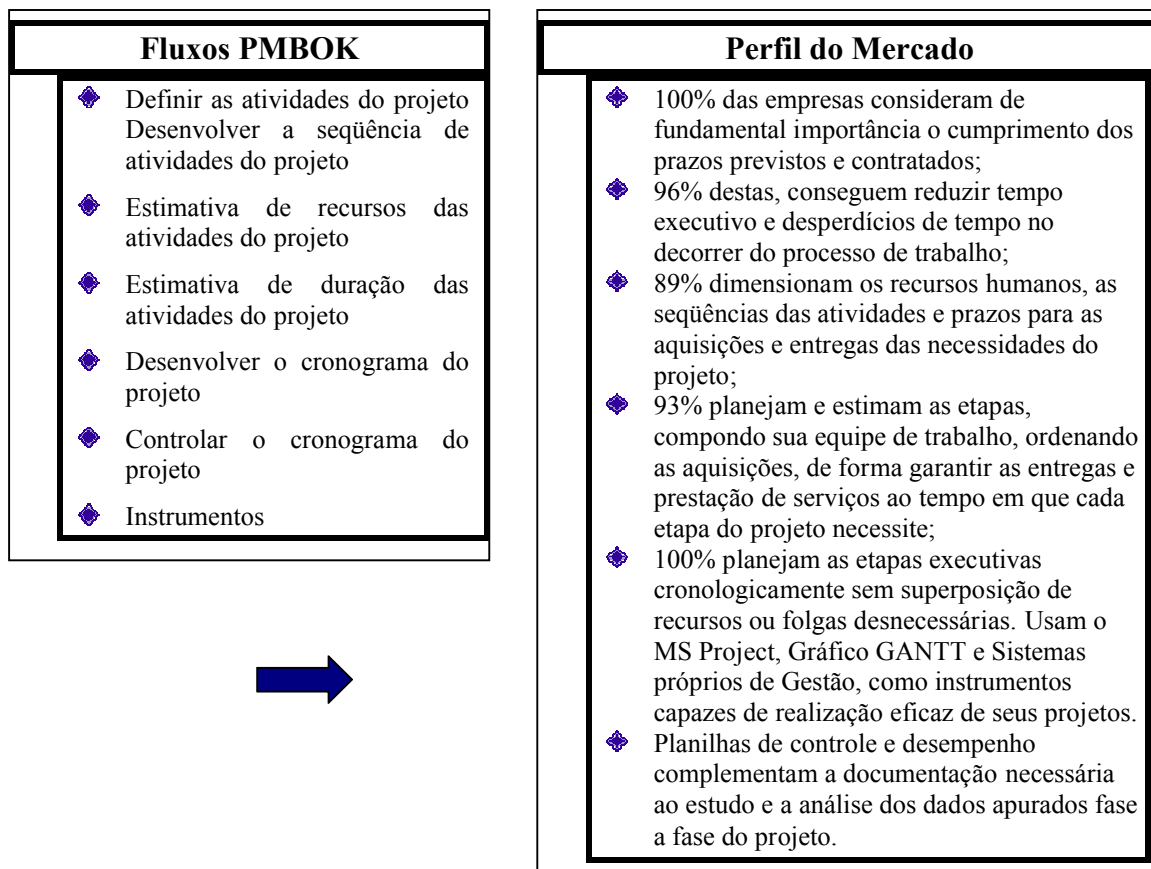 Fluxos PMBOK
Definir as atividades do projeto
Desenvolver a seqüência de
atividades do projeto
Estimativa de recursos das
atividades do projeto
Estimativa de duração das
atividades do projeto
Desenvolver o cronograma do
projeto
Controlar o cronograma do
projeto
Instrumentos
Perfil do Mercado
100% das empresas consideram de
fundamental importância o cumprimento dos
prazos previstos e contratados;
96% destas, conseguem reduzir tempo
executivo e desperdícios de tempo no
decorrer do processo de trabalho;
89% dimensionam os recursos humanos, as
seqüências das atividades e prazos para as
aquisições e entregas das necessidades do
projeto;
93% planejam e estimam as etapas,
compondo sua equipe de trabalho, ordenando
as aquisições, de forma garantir as entregas e
prestação de serviços ao tempo em que cada
etapa do projeto necessite;
100% planejam as etapas executivas
cronologicamente sem superposição de
recursos ou folgas desnecessárias. Usam o
MS Project, Gráfico GANTT e Sistemas
próprios de Gestão, como instrumentos
capazes de realização eficaz de seus projetos.
Planilhas de controle e desempenho
complementam a documentação necessária
ao estudo e a análise dos dados apurados fase
a fase do projeto.